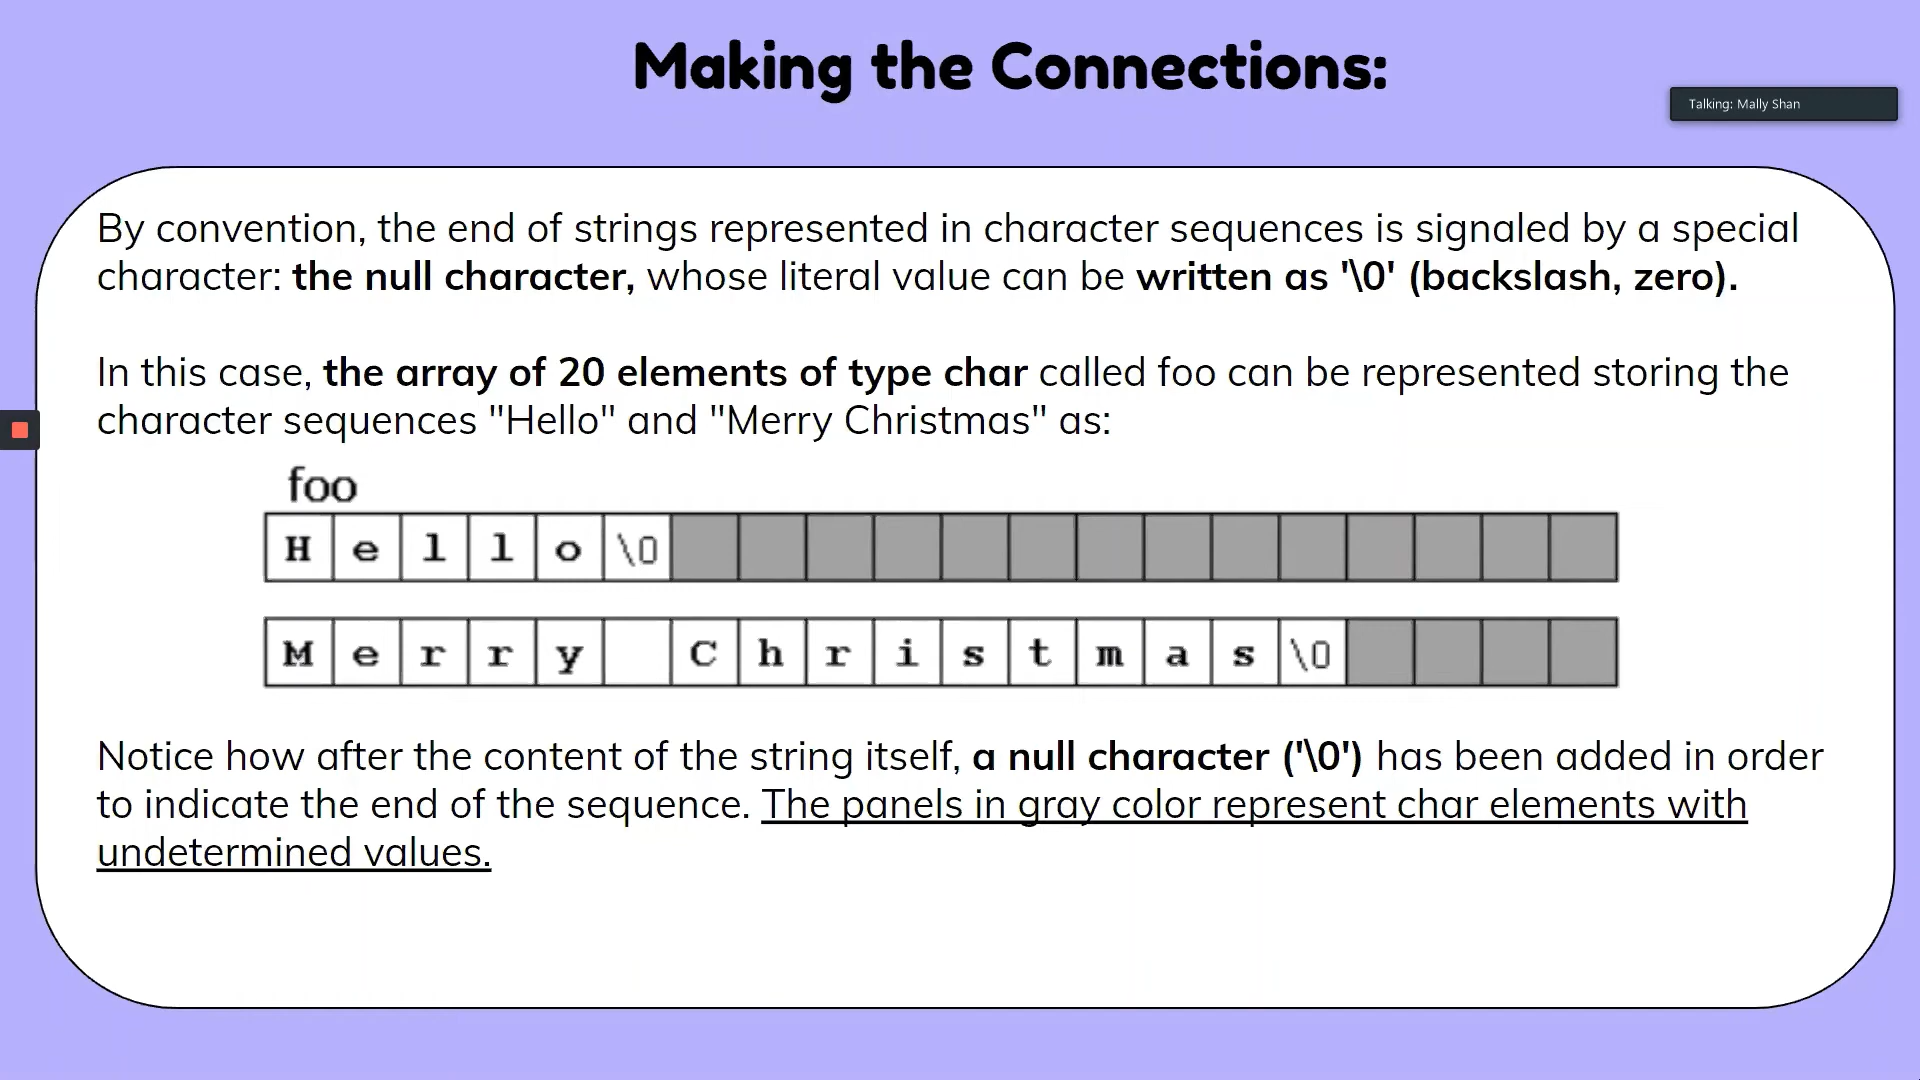 Making the Connections:
Talking: Mally Shan
By convention, the end of strings represented in character sequences is signaled by a special
character: the null character, whose literal value can be written as '\0' (backslash, zero).
In this case, the array of 20 elements of type char called foo can be represented storing the
character sequences "Hello" and "Merry Christmas" as:
foo
H e l l o \0
M e r r y   C h r i s t m a s \0
Notice how after the content of the string itself, a null character ('\0') has been added in order
to indicate the end of the sequence. The panels in gray color represent char elements with
undetermined values.